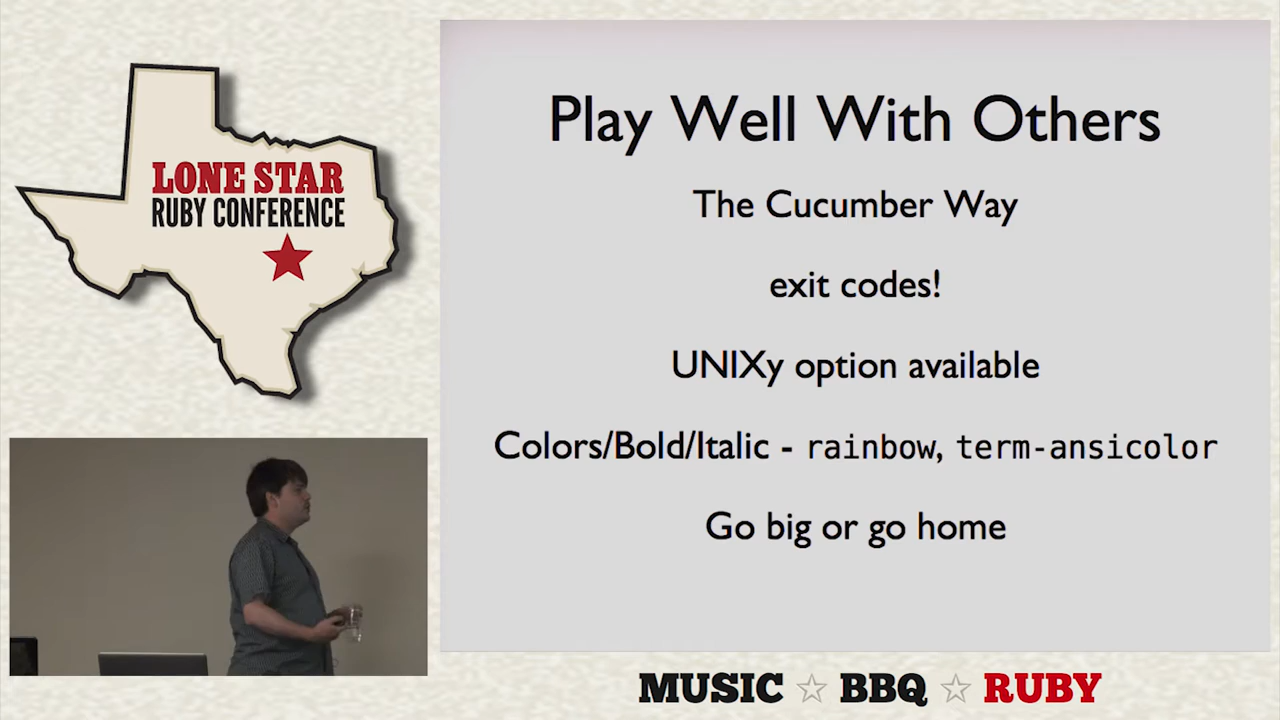 LONE STAR
RUBY CONFERENCE
Play Well With Others
The Cucumber Way
exit codes!
UNIXy option available
Colors/Bold/Italic - rainbow, term-ansicolor
Go big or go home
MUSIC ☆ BBQ ☆ RUBY